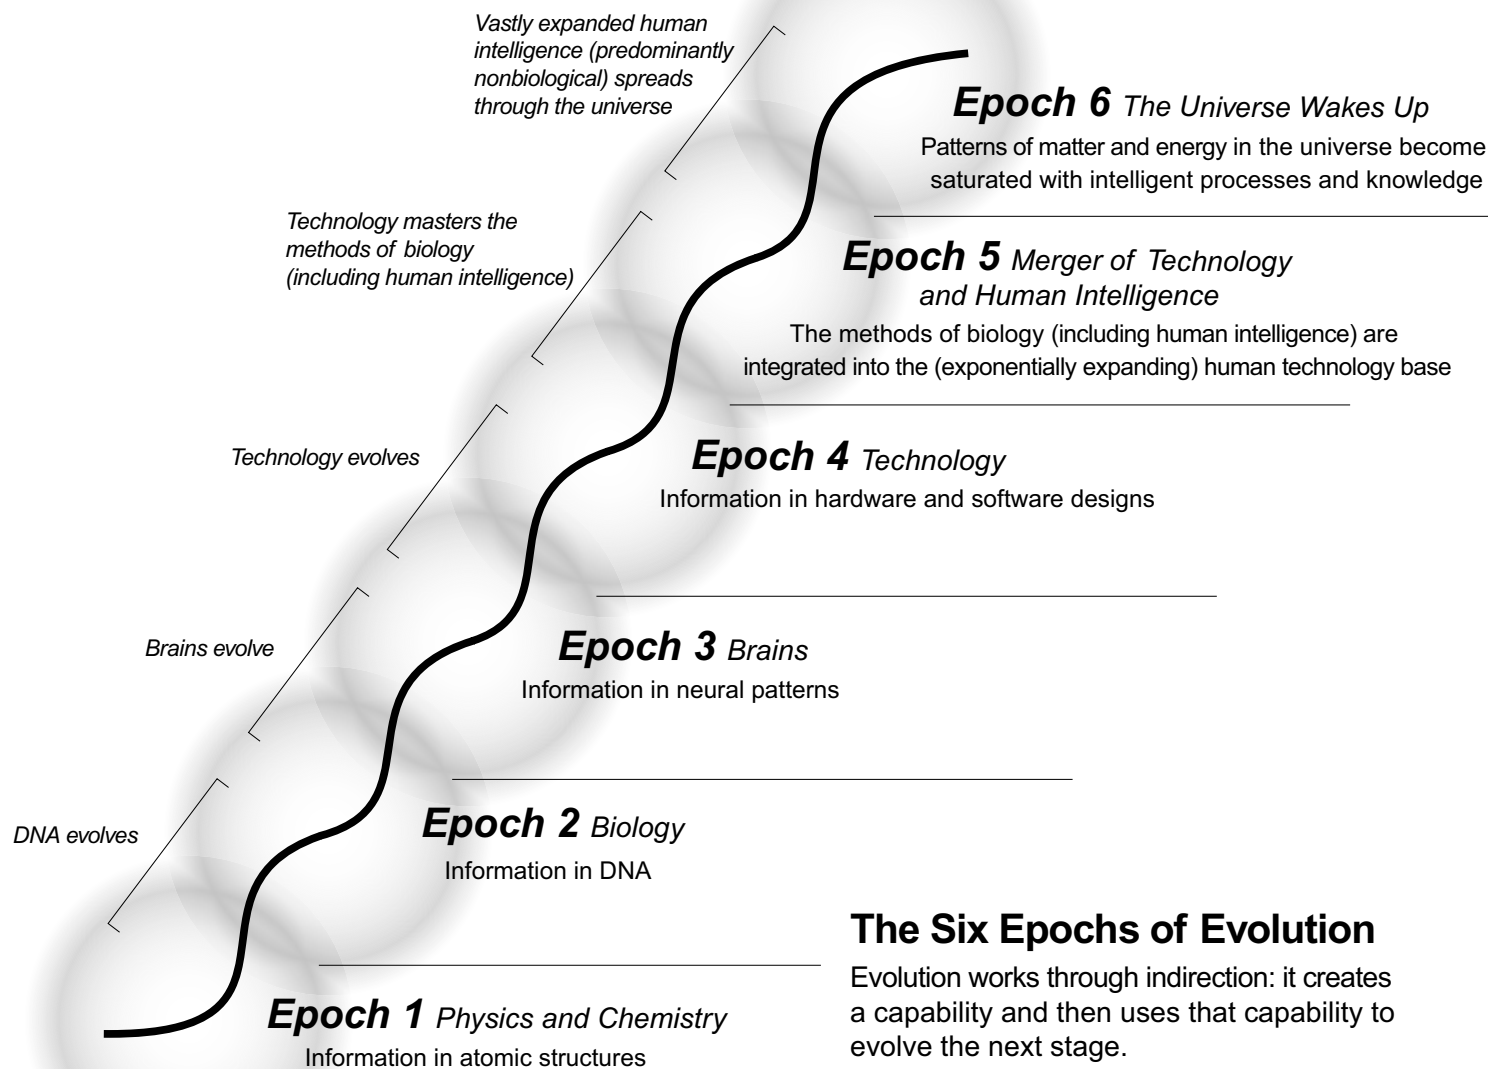 Vastly expanded human
intelligence (predominantly
nonbiological) spreads
through the universe
Epoch 6 The Universe Wakes Up
Patterns of matter and energy in the universe become
saturated with intelligent processes and knowledge
Technology masters the
methods of biology
(including human intelligence)
Epoch 5 Merger of Technology
and Human Intelligence
The methods of biology (including human intelligence) are
integrated into the (exponentially expanding) human technology base
Technology evolves
Epoch 4 Technology
Information in hardware and software designs
Brains evolve
Epoch 3 Brains
Information in neural patterns
DNA evolves
Epoch 2 Biology
Information in DNA
Epoch 1 Physics and Chemistry
Information in atomic structures
The Six Epochs of Evolution
Evolution works through indirection: it creates
a capability and then uses that capability to
evolve the next stage.